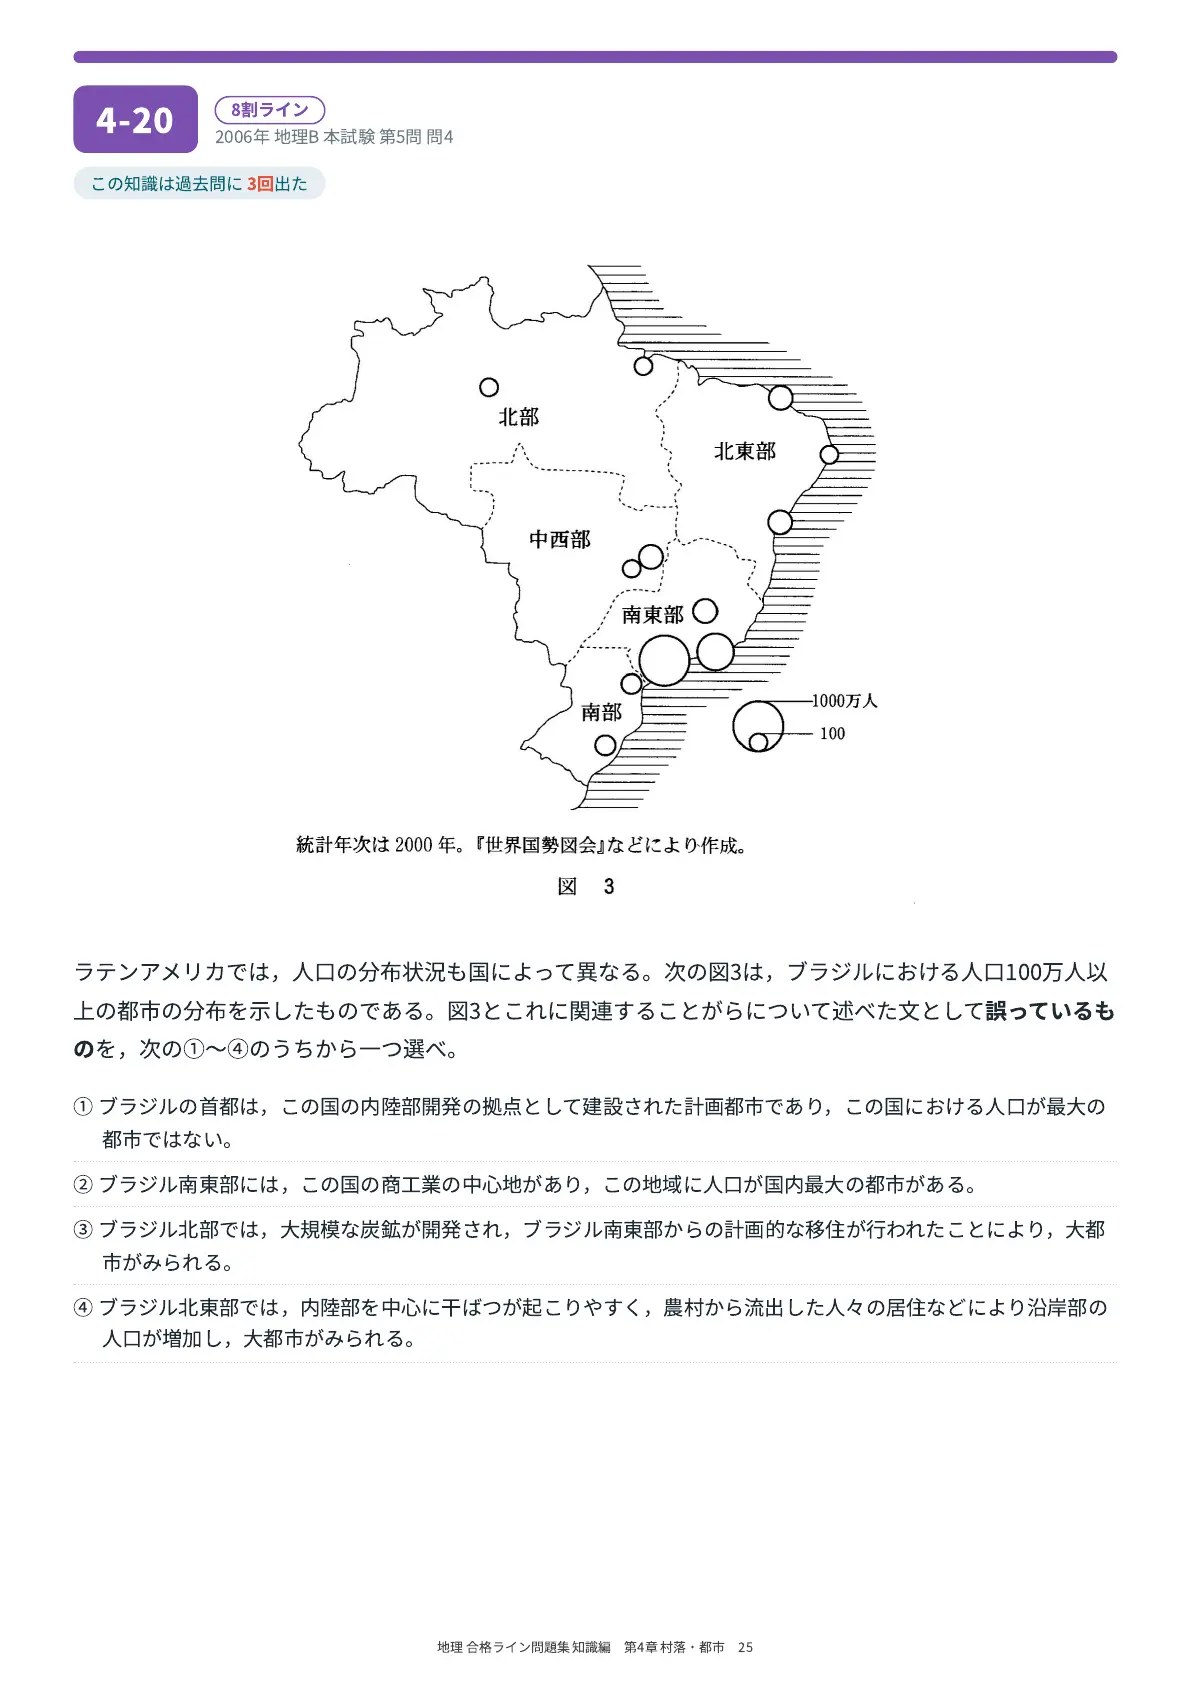 4-20
8割ライン
2006年 地理B 本試験 第5問 問4
この知識は過去問に 3回出た
北部
北東部
中西部
南東部
南部
1000万人
100
統計年次は 2000 年。『世界国勢図会』などにより作成。
図 3
ラテンアメリカでは，人口の分布状況も国によって異なる。次の図3は，ブラジルにおける人口100万人以
上の都市の分布を示したものである。図3とこれに関連することがらについて述べた文として誤っているも
のを，次の①～④のうちから一つ選べ。
① ブラジルの首都は，この国の内陸部開発の拠点として建設された計画都市であり，この国における人口が最大の
都市ではない。
② ブラジル南東部には，この国の商工業の中心地があり，この地域に人口が国内最大の都市がある。
③ ブラジル北部では，大規模な炭鉱が開発され，ブラジル南東部からの計画的な移住が行われたことにより，大都
市がみられる。
④ ブラジル北東部では，内陸部を中心に干ばつが起こりやすく，農村から流出した人々の居住などにより沿岸部の
人口が増加し，大都市がみられる。
地理 合格ライン問題集 知識編 第4章 村落・都市 25